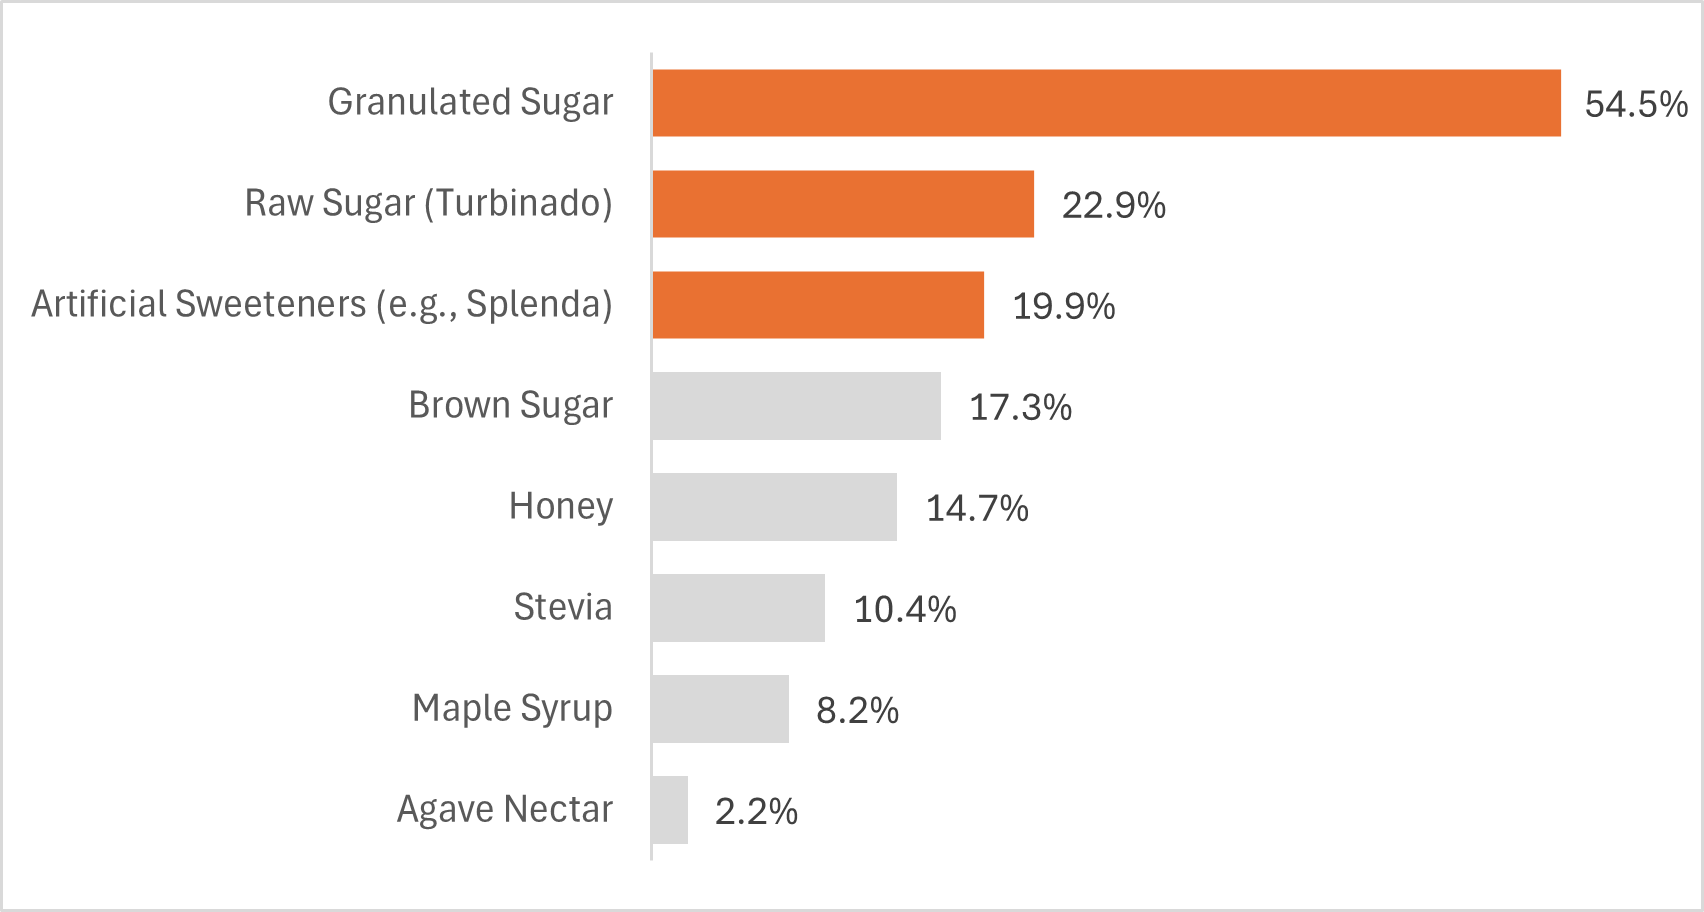 Granulated Sugar 54.5%
Raw Sugar (Turbinado) 22.9%
Artificial Sweeteners (e.g., Splenda) 19.9%
Brown Sugar 17.3%
Honey 14.7%
Stevia 10.4%
Maple Syrup 8.2%
Agave Nectar 2.2%